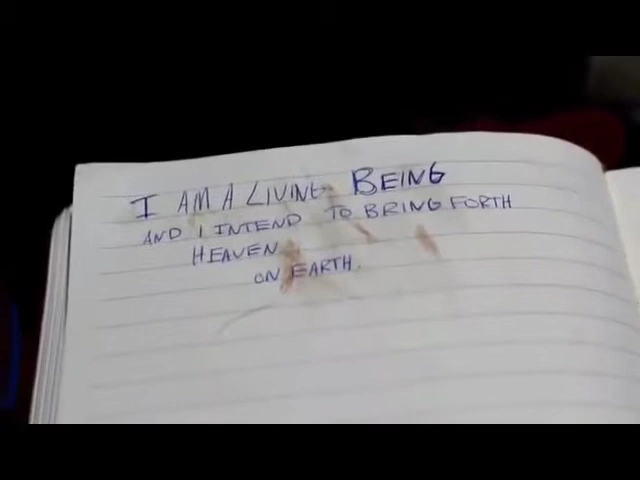 I AM A LIVING BEING
AND I INTEND TO BRING FORTH
HEAVEN
ON EARTH.